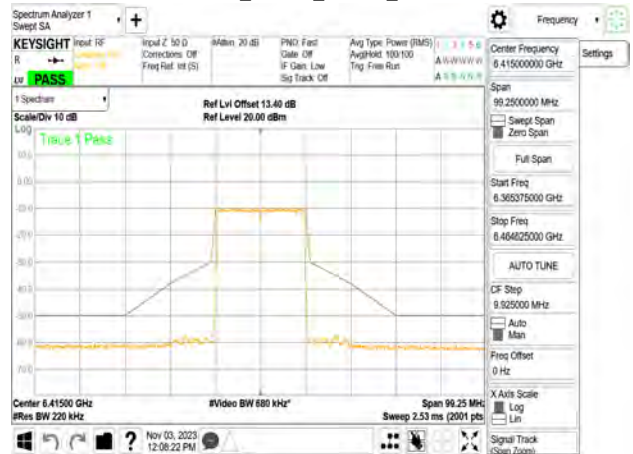 Spectrum Analyzer 1
Swept SA
+
Frequency
KEYSIGHT
Input: RF
Input Z: 50 Ω
#Atten: 20 dB
PNO: Fast
Avg Type: Power (RMS)
R
Corrections: Off
Gate: Off
Avg|Hold: 100/100
Freq Ref: Int (S)
IF Gain: Low
Trig: Free Run
Sig Track: Off
LV
PASS
1 Spectrum
Scale/Div 10 dB
Ref Lvl Offset 13.40 dB
Ref Level 20.00 dBm
Log
Trace 1 Pass
Center 6.41500 GHz
#Video BW 680 kHz*
Span 99.25 MHz
#Res BW 220 kHz
Sweep 2.53 ms (2001 pts
Nov 03, 2023
12:08:22 PM
Center Frequency
6.415000000 GHz
Settings
Span
99.2500000 MHz
Swept Span
Zero Span
Full Span
Start Freq
6.365375000 GHz
Stop Freq
6.464625000 GHz
AUTO TUNE
CF Step
9.925000 MHz
Auto
Man
Freq Offset
0 Hz
X Axis Scale
Log
Lin
Signal Track
(Span Zoom)